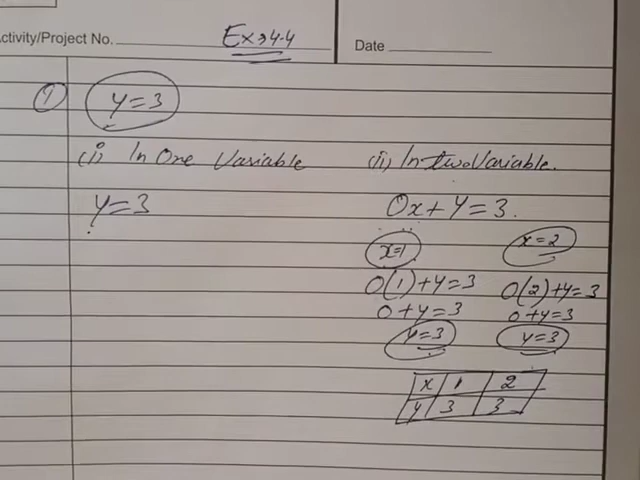 Activity/Project No. Ex→4.4 Date
① y=3
(i) In One Variable (ii) In two Variable.
y=3 0x+y=3.
x=1 x=2
0(1)+y=3 0(2)+y=3
0+y=3 0+y=3
y=3 y=3
x 1 2
y 3 3